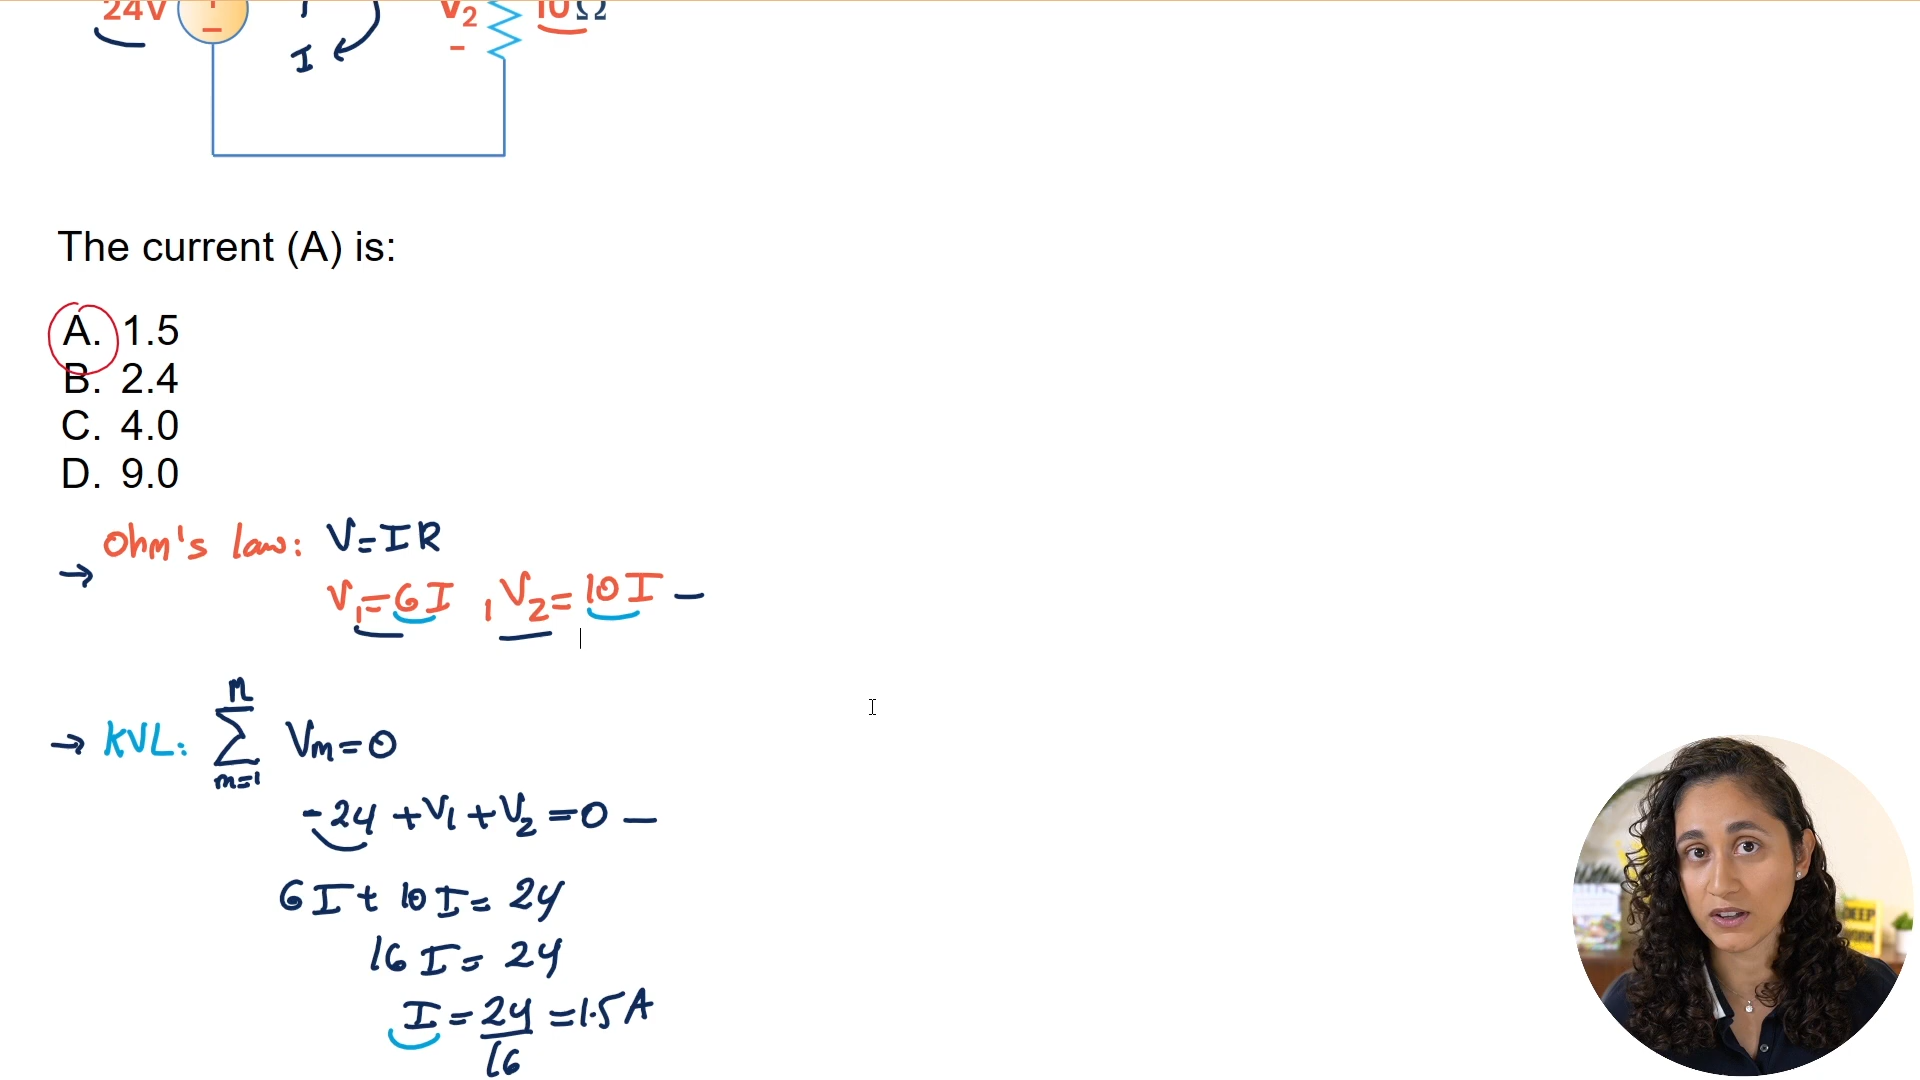 24V + − I V2 − 10Ω
The current (A) is:
A. 1.5
B. 2.4
C. 4.0
D. 9.0
→ Ohm's law: V=IR
V1=6I , V2=10I −
→ KVL: M∑m=1 Vm=0
-24 +V1 +V2 =0 −
6I+ 10I= 24
16I= 24
I = 24/16 =1.5A
DEEP
WORK